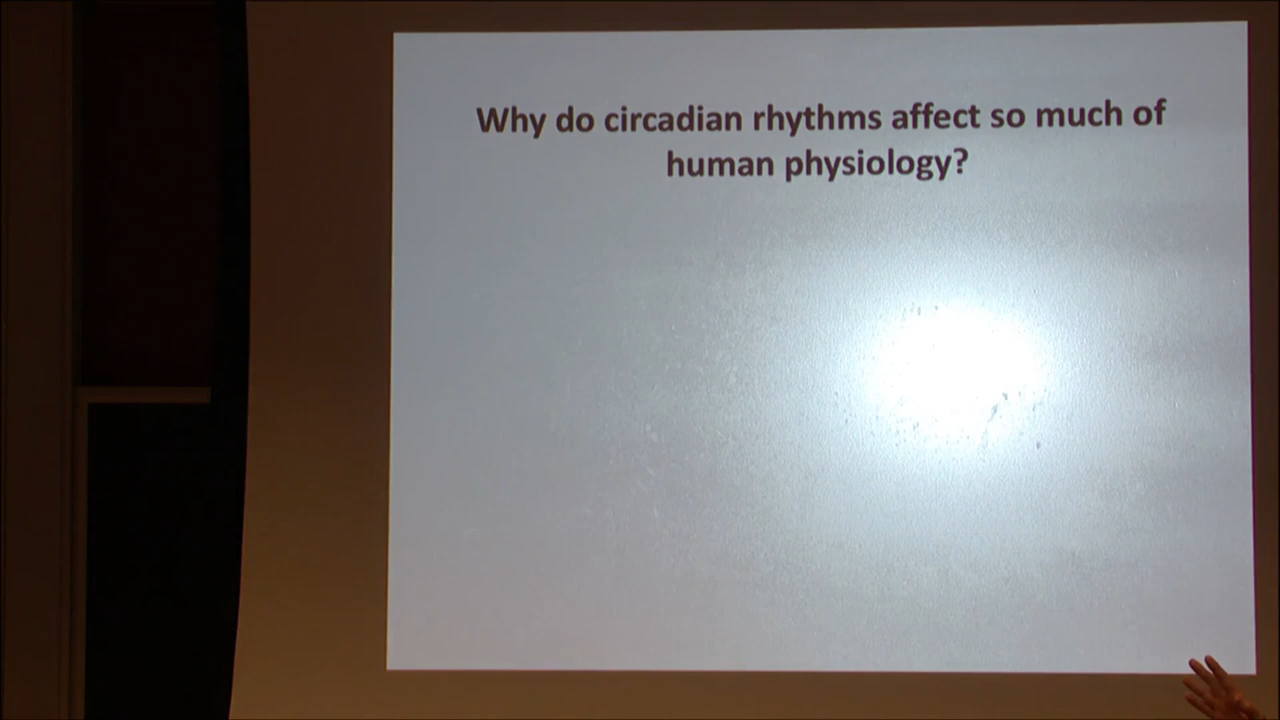 Why do circadian rhythms affect so much of
human physiology?